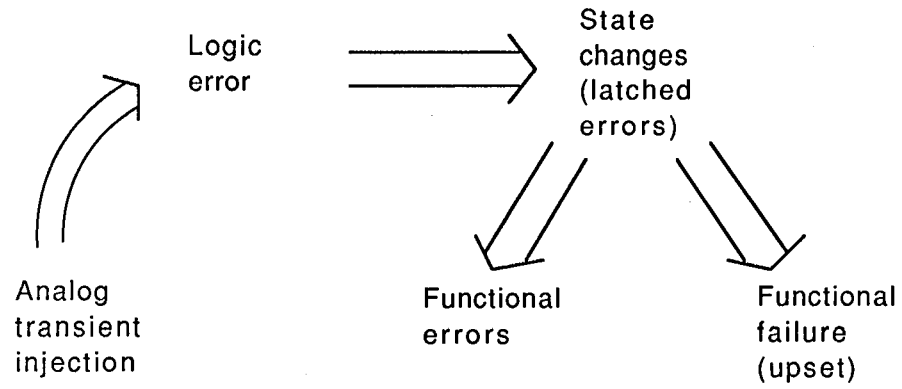 Logic
error
State
changes
(latched
errors)
Analog
transient
injection
Functional
errors
Functional
failure
(upset)